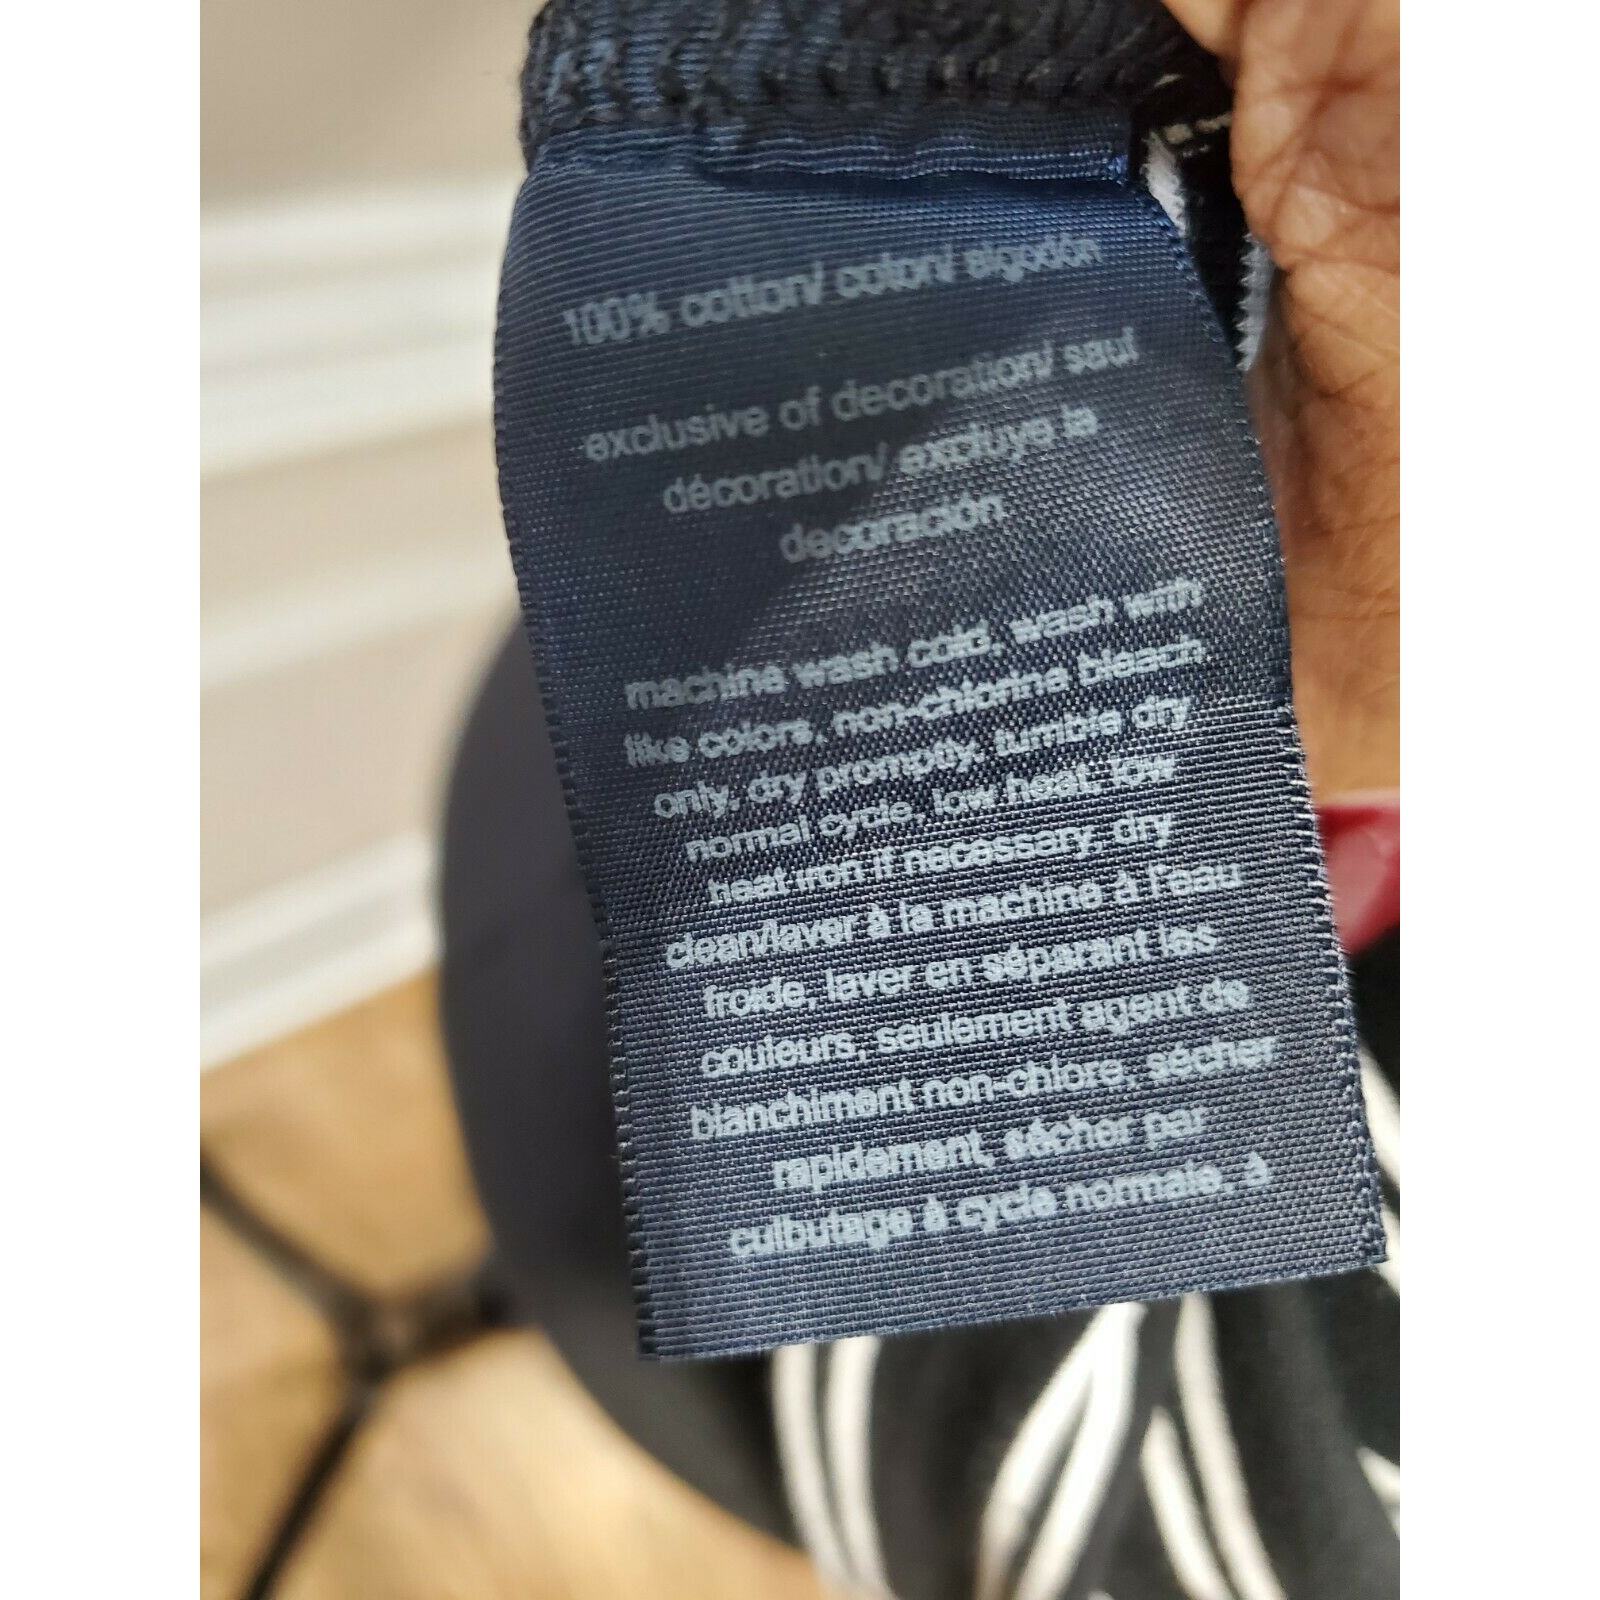 100% cotton/ coton/ algodón
exclusive of decoration/ sauf
décoration/ excluye la
decoración
machine wash cold, wash with
like colors, non-chlorine bleach
only, dry promptly, tumble dry
normal cycle, low heat, low
heat iron if necessary, dry
clean/laver à la machine à l'eau
froide, laver en séparant les
couleurs, seulement agent de
blanchiment non-chlore, sécher
rapidement, sécher par
culbutage à cycle normale, à